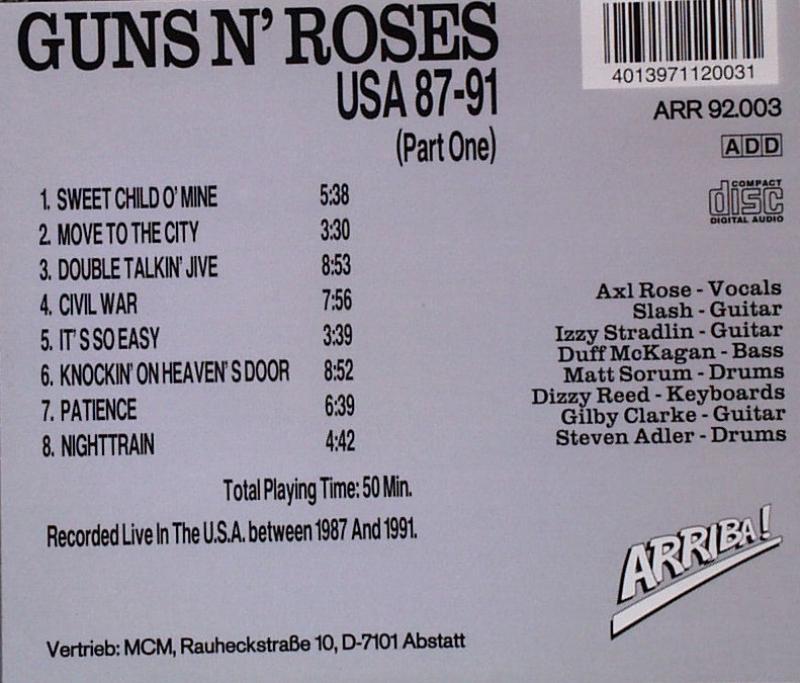 GUNS N' ROSES
USA 87-91
(Part One)
4013971120031
ARR 92.003
ADD
COMPACT
disc
DIGITAL AUDIO
1. SWEET CHILD O' MINE 5:38
2. MOVE TO THE CITY 3:30
3. DOUBLE TALKIN' JIVE 8:53
4. CIVIL WAR 7:56
5. IT'S SO EASY 3:39
6. KNOCKIN' ON HEAVEN'S DOOR 8:52
7. PATIENCE 6:39
8. NIGHTTRAIN 4:42
Axl Rose - Vocals
Slash - Guitar
Izzy Stradlin - Guitar
Duff McKagan - Bass
Matt Sorum - Drums
Dizzy Reed - Keyboards
Gilby Clarke - Guitar
Steven Adler - Drums
Total Playing Time: 50 Min.
Recorded Live In The U.S.A. between 1987 And 1991.
ARRIBA!
Vertrieb: MCM, Rauheckstraße 10, D-7101 Abstatt